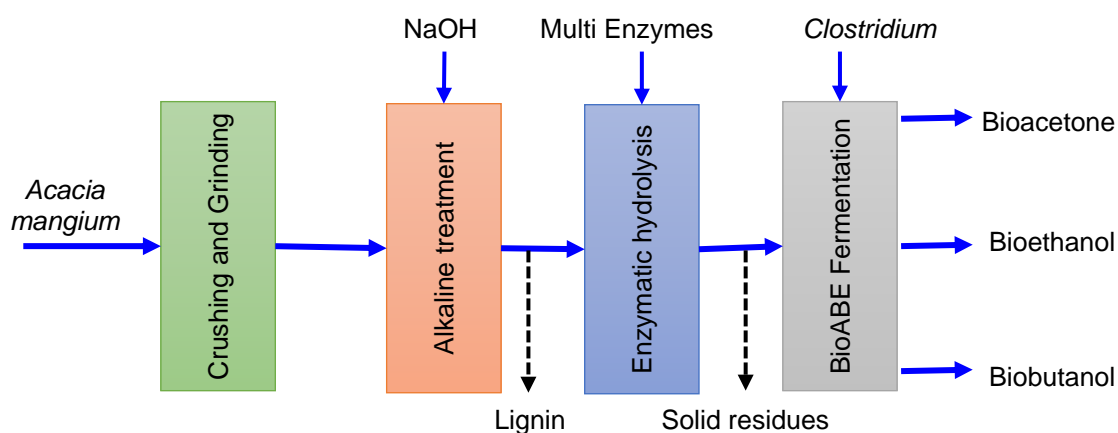 NaOH
Multi Enzymes
Clostridium
Acacia
mangium
Crushing and Grinding
Alkaline treatment
Enzymatic hydrolysis
BioABE Fermentation
Bioacetone
Bioethanol
Biobutanol
Lignin
Solid residues